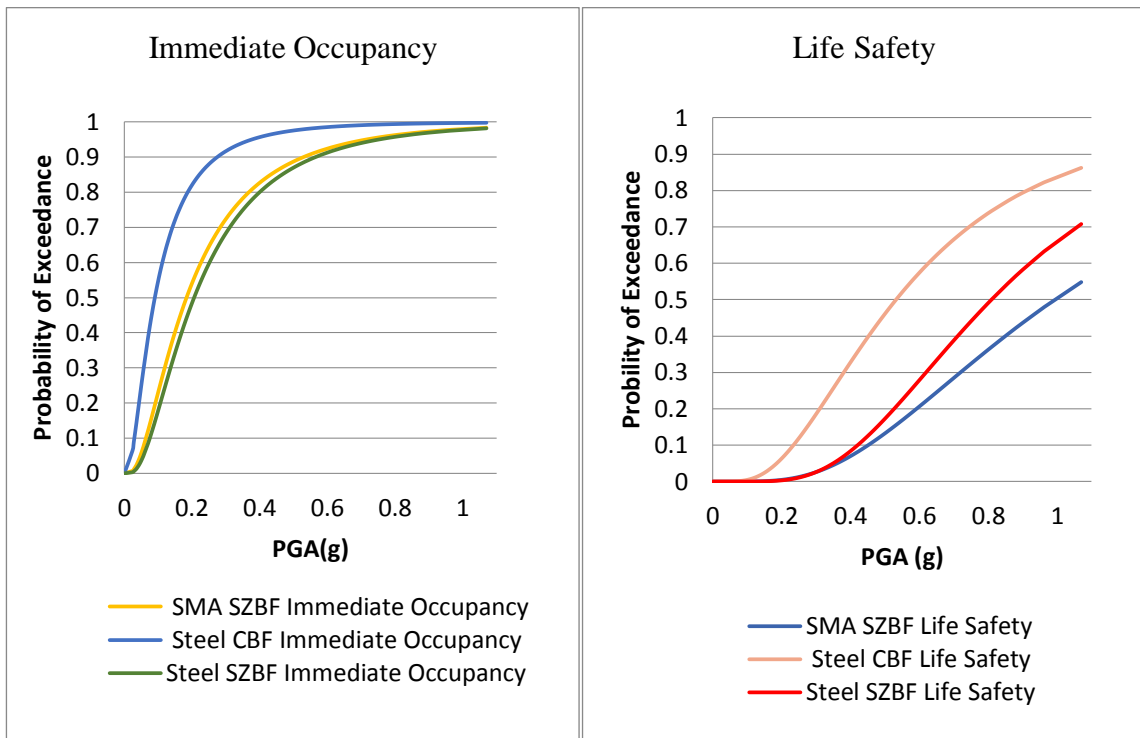 Immediate Occupancy
Probability of Exceedance
1
0.9
0.8
0.7
0.6
0.5
0.4
0.3
0.2
0.1
0
0 0.2 0.4 0.6 0.8 1
PGA(g)
SMA SZBF Immediate Occupancy
Steel CBF Immediate Occupancy
Steel SZBF Immediate Occupancy
Life Safety
Probility of Exceedance
1
0.9
0.8
0.7
0.6
0.5
0.4
0.3
0.2
0.1
0
0 0.2 0.4 0.6 0.8 1
PGA (g)
SMA SZBF Life Safety
Steel CBF Life Safety
Steel SZBF Life Safety